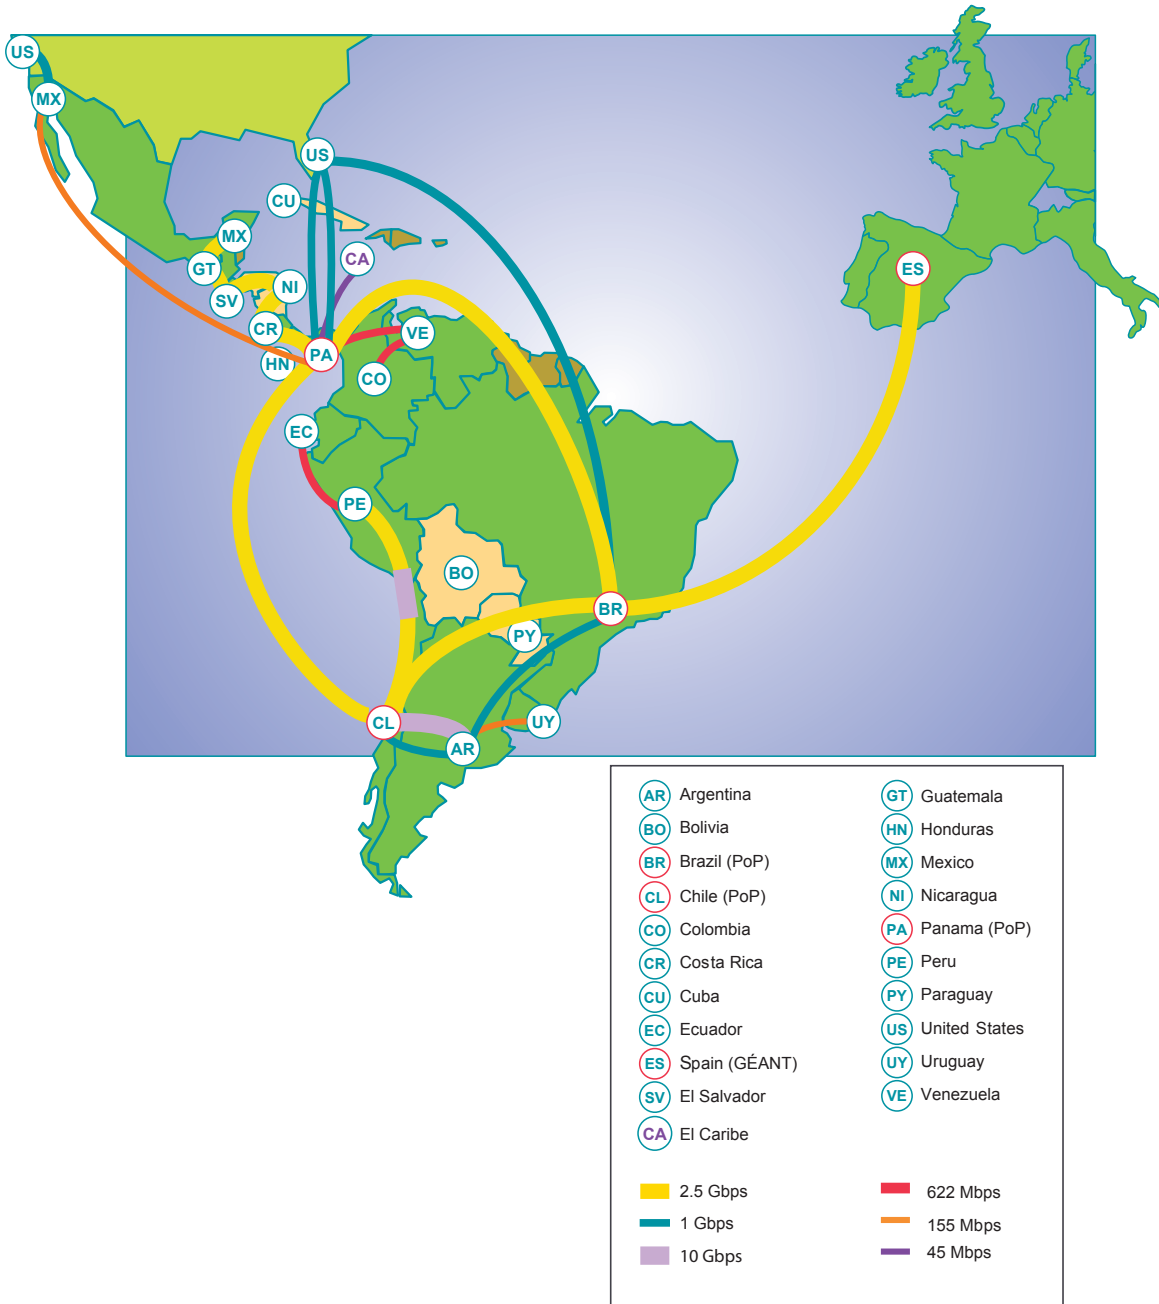 US
MX
US
CU
MX
CA
GT
ES
NI
SV
CR
VE
PA
HN
CO
EC
PE
BO
BR
PY
CL
UY
AR
AR Argentina
BO Bolivia
BR Brazil (PoP)
CL Chile (PoP)
CO Colombia
CR Costa Rica
CU Cuba
EC Ecuador
ES Spain (GÉANT)
SV El Salvador
CA El Caribe
GT Guatemala
HN Honduras
MX Mexico
NI Nicaragua
PA Panama (PoP)
PE Peru
PY Paraguay
US United States
UY Uruguay
VE Venezuela
2.5 Gbps
1 Gbps
10 Gbps
622 Mbps
155 Mbps
45 Mbps